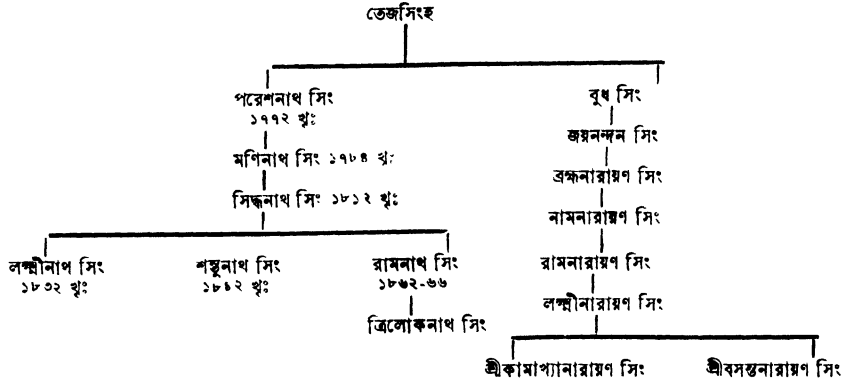 তেজসিংহ
পরেশনাথ সিং
১৭৭২ খৃঃ
মণিনাথ সিং ১৭৮৪ খৃঃ
সিদ্ধনাথ সিং ১৮১২ খৃঃ
লক্ষ্মীনাথ সিং
১৮৩২ খৃঃ
শম্ভুনাথ সিং
১৮৪২ খৃঃ
রামনাথ সিং
১৮৬২-৬৬
ত্রিলোকনাথ সিং
বুধ সিং
জয়নন্দন সিং
ব্রহ্মনারায়ণ সিং
নামনারায়ণ সিং
রামনারায়ণ সিং
লক্ষ্মীনারায়ণ সিং
শ্রীকামাখ্যানারায়ণ সিং
শ্রীবসন্তনারায়ণ সিং